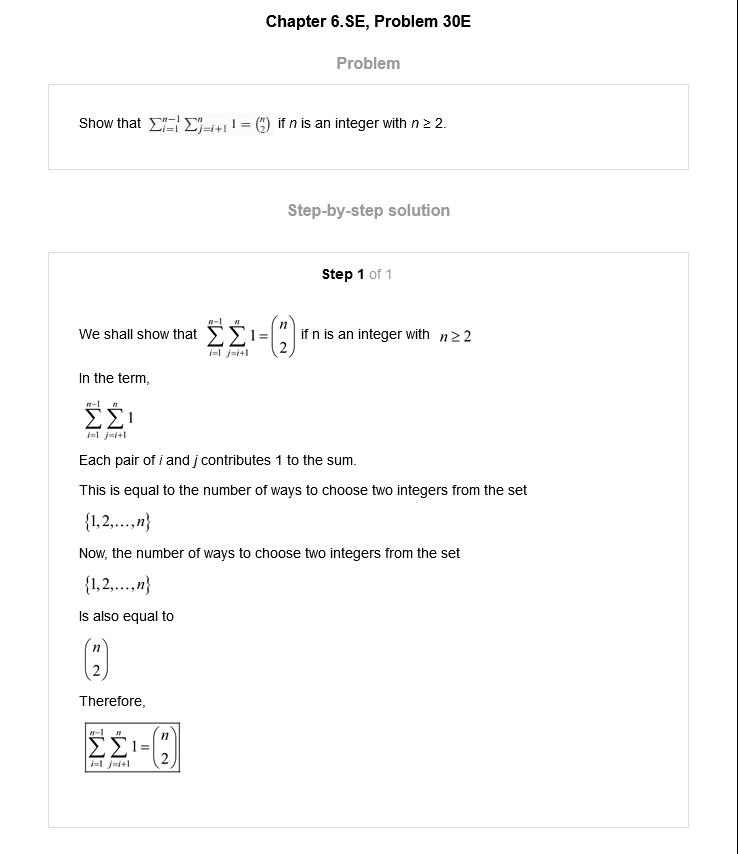 Chapter 6.SE, Problem 30E
Problem
Show that $\sum_{i=1}^{n-1} \sum_{j=i+1}^{n} 1 = \binom{n}{2}$ if n is an integer with n ≥ 2.
Step-by-step solution
Step 1 of 1
We shall show that $\sum_{i=1}^{n-1} \sum_{j=i+1}^{n} 1 = \binom{n}{2}$ if n is an integer with $n \geq 2$
In the term,
$\sum_{i=1}^{n-1} \sum_{j=i+1}^{n} 1$
Each pair of i and j contributes 1 to the sum.
This is equal to the number of ways to choose two integers from the set
{1,2,...,n}
Now, the number of ways to choose two integers from the set
{1,2,...,n}
Is also equal to
$\binom{n}{2}$
Therefore,
$\sum_{i=1}^{n-1} \sum_{j=i+1}^{n} 1 = \binom{n}{2}$